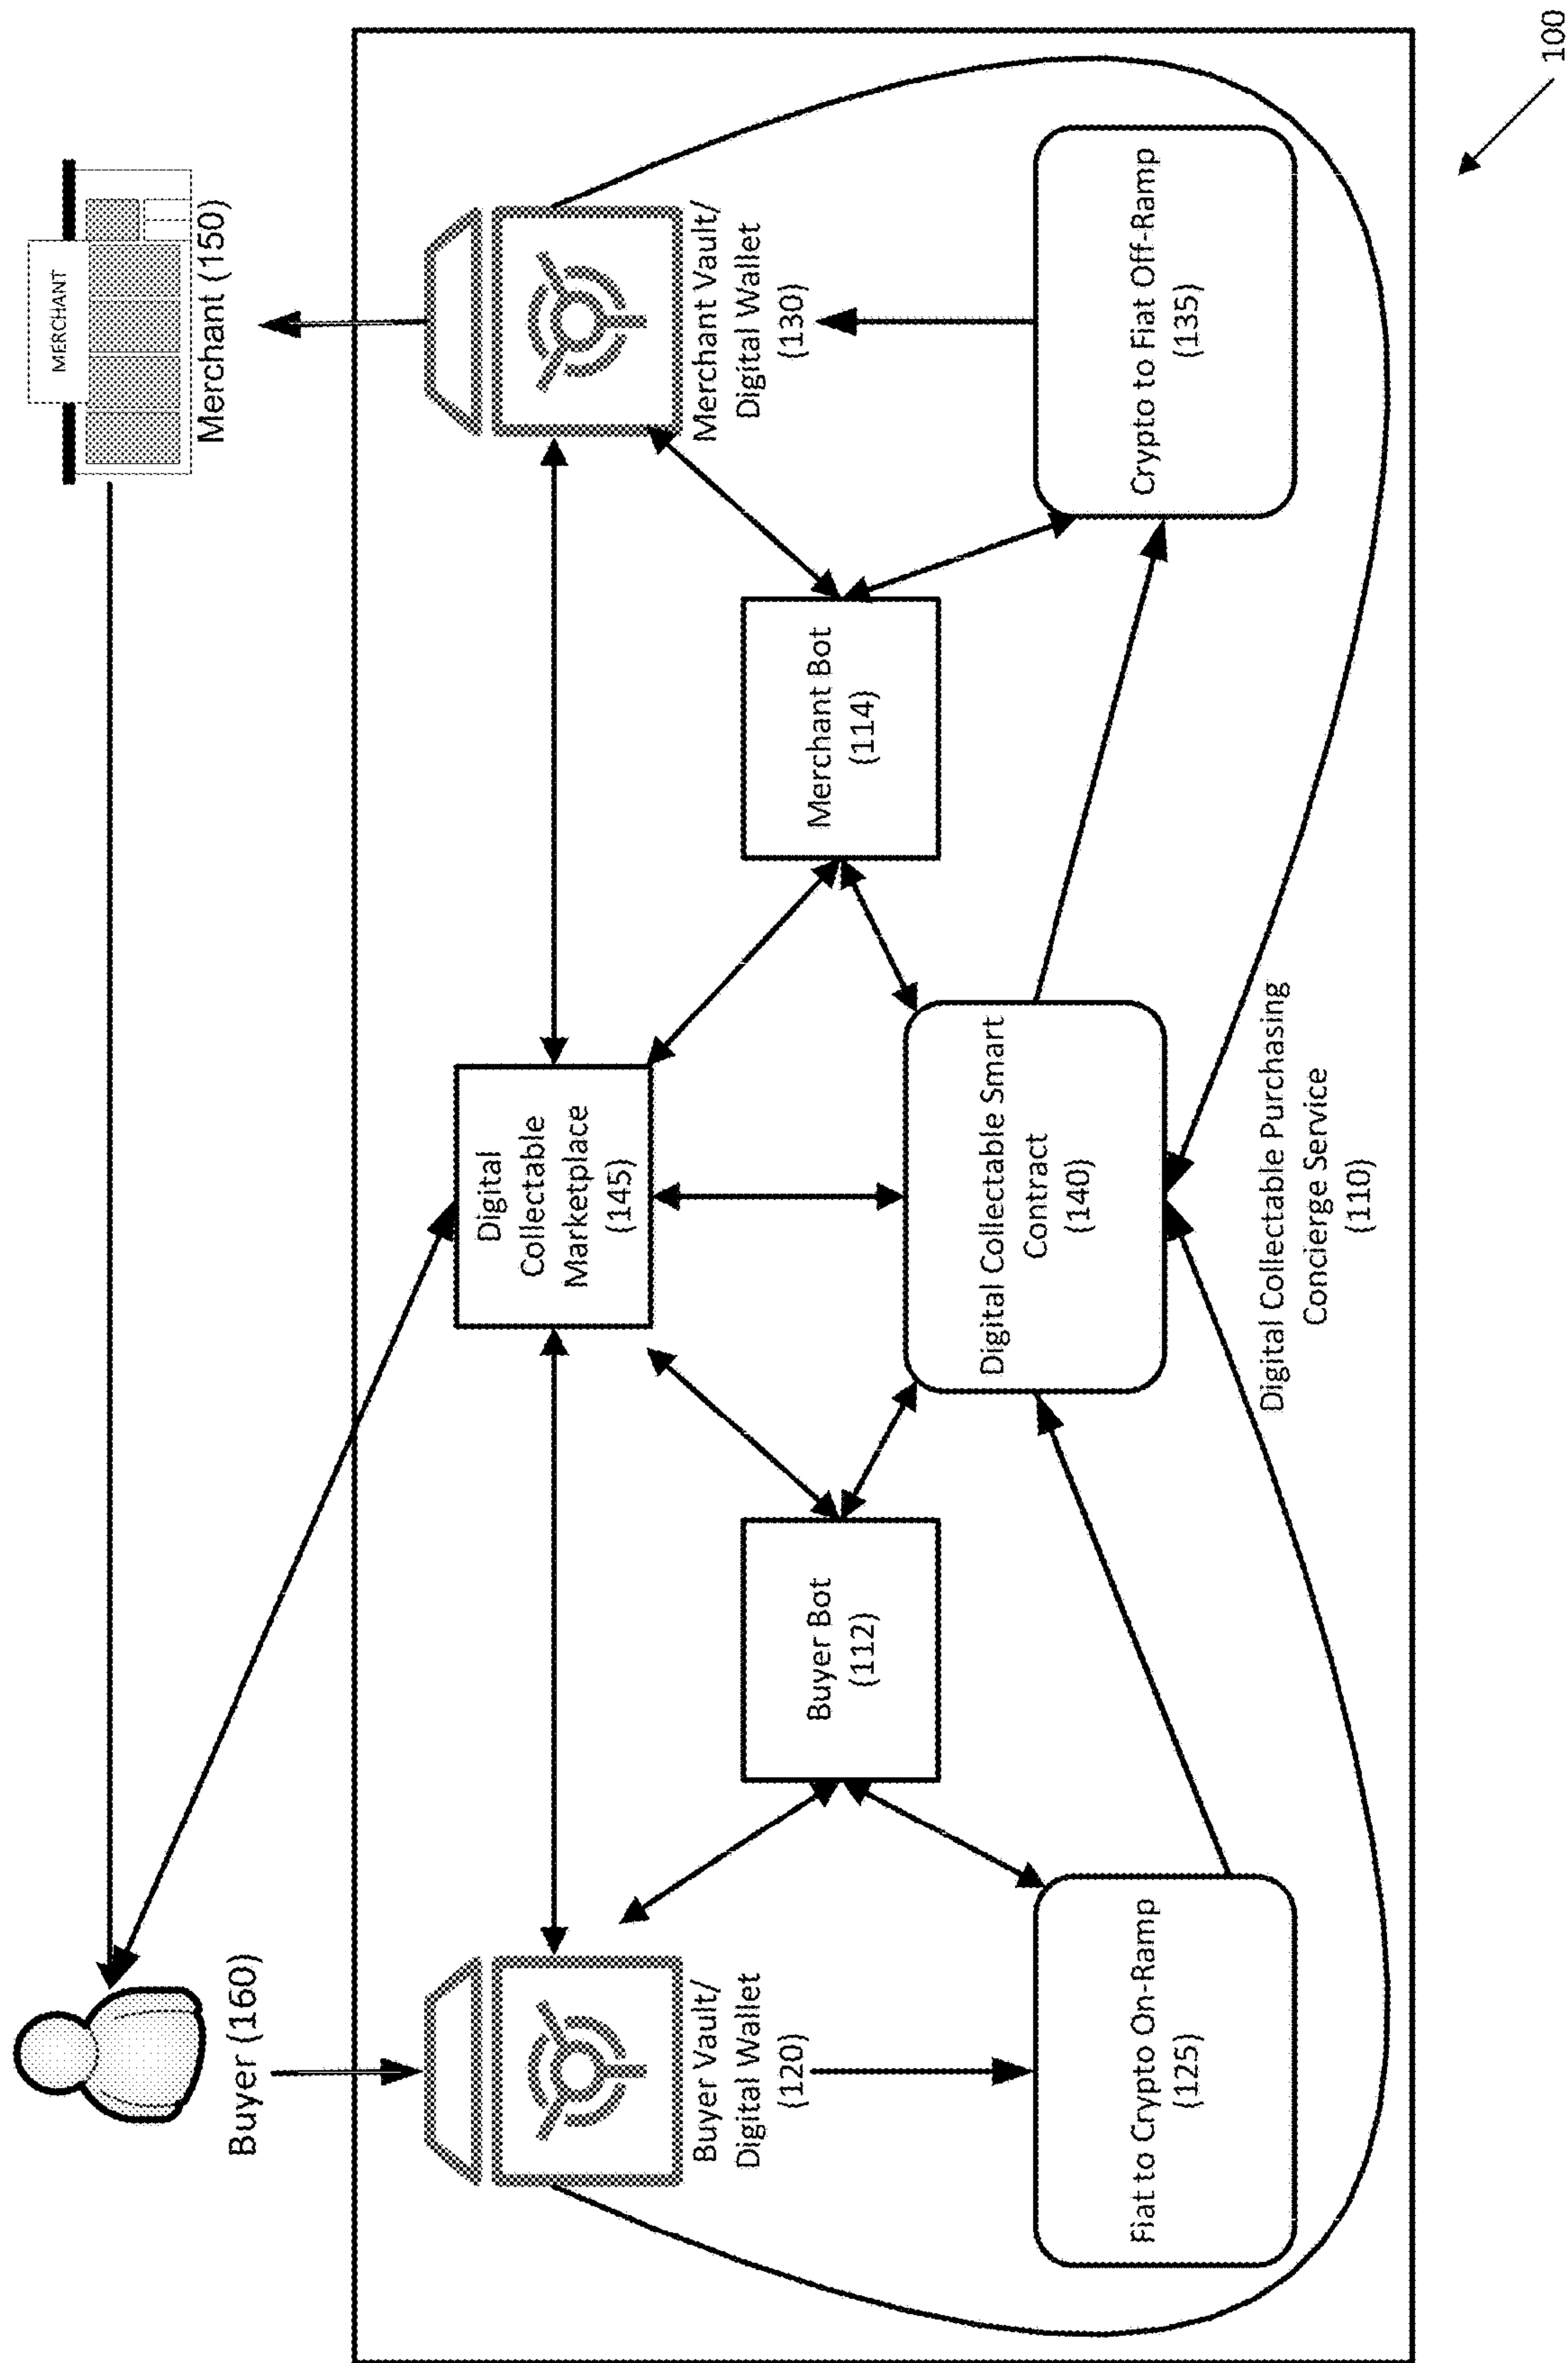 MERCHANT
Buyer (160)
Merchant (150)
Digital
Collectable
Marketplace
(145)
Buyer Vault/
Digital Wallet
(120)
Merchant Vault/
Digital Wallet
(130)
Buyer Bot
(112)
Merchant Bot
(114)
Digital Collectable Smart
Contract
(140)
Fiat to Crypto On-Ramp
(125)
Crypto to Fiat Off-Ramp
(135)
Digital Collectable Purchasing
Concierge Service
(110)
100